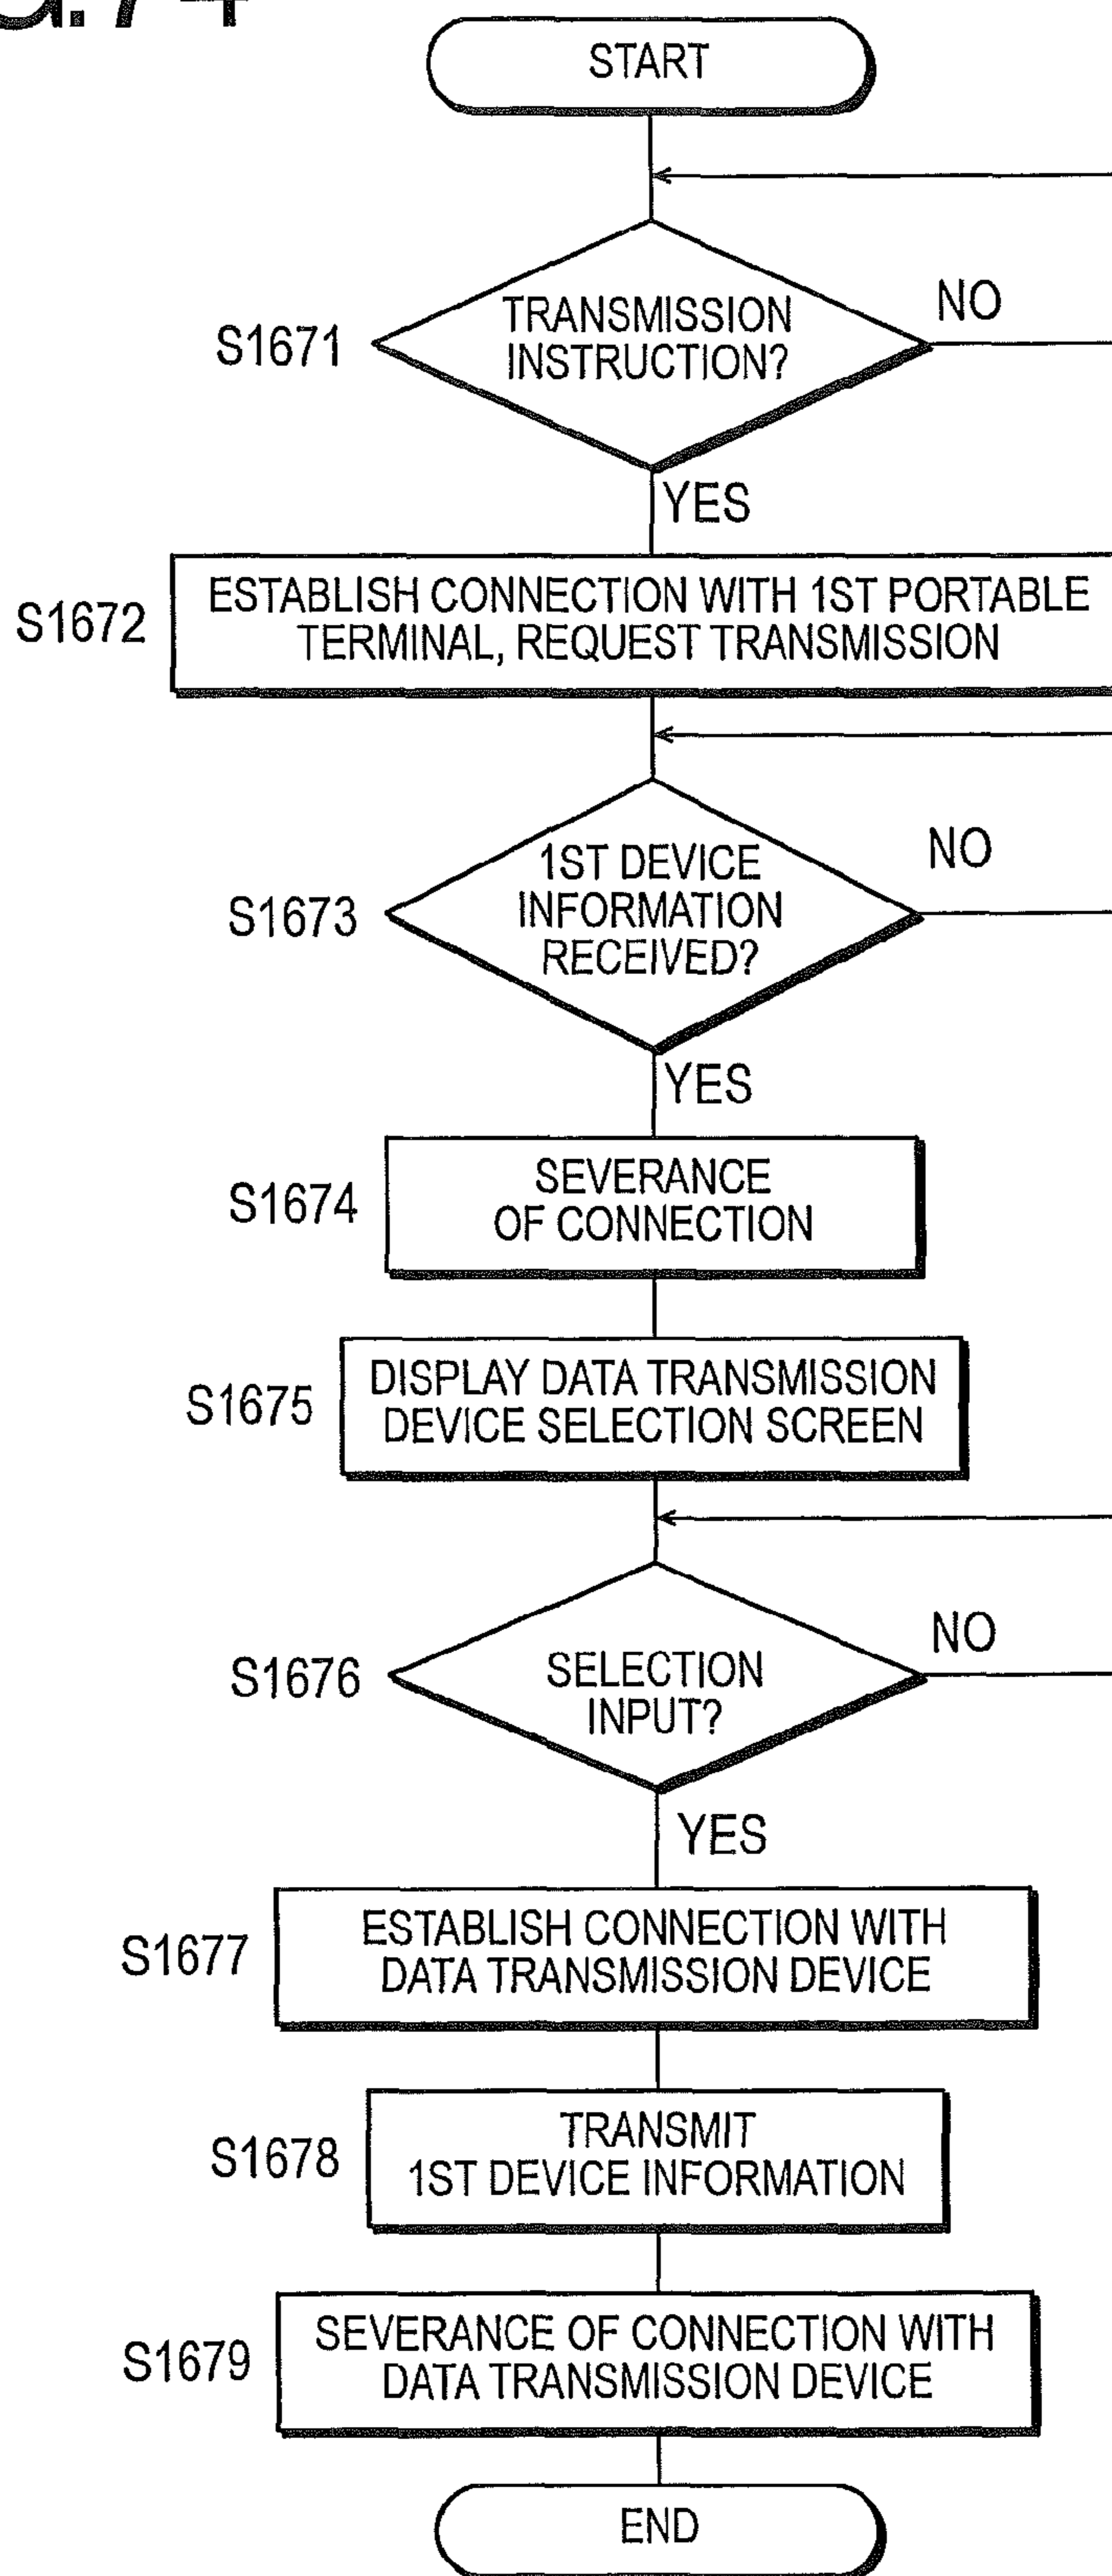 START
TRANSMISSION
INSTRUCTION?
NO
S1671
YES
S1672
ESTABLISH CONNECTION WITH 1ST PORTABLE
TERMINAL, REQUEST TRANSMISSION
1ST DEVICE
INFORMATION
RECEIVED?
NO
S1673
YES
S1674
SEVERANCE
OF CONNECTION
S1675
DISPLAY DATA TRANSMISSION
DEVICE SELECTION SCREEN
NO
S1676
SELECTION
INPUT?
YES
S1677
ESTABLISH CONNECTION WITH
DATA TRANSMISSION DEVICE
S1678
TRANSMIT
1ST DEVICE INFORMATION
S1679
SEVERANCE OF CONNECTION WITH
DATA TRANSMISSION DEVICE
END